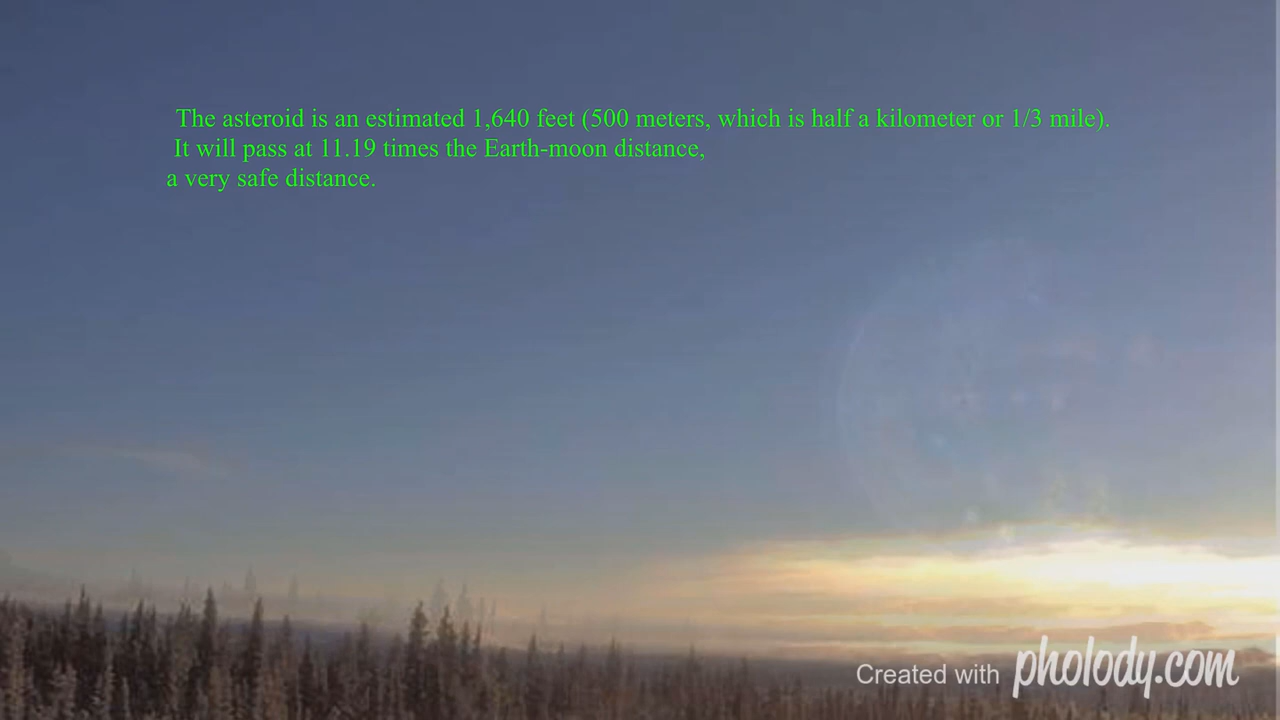 The asteroid is an estimated 1,640 feet (500 meters, which is half a kilometer or 1/3 mile).
It will pass at 11.19 times the Earth-moon distance,
a very safe distance.
Created with pholody.com